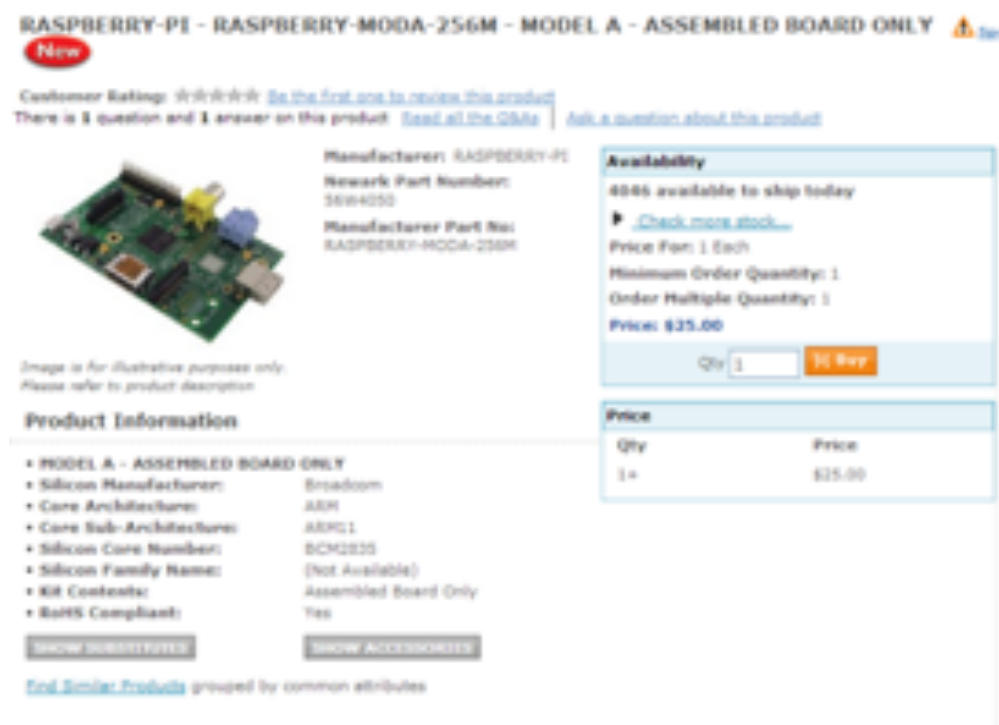 RASPBERRY-PI - RASPBERRY-MODA-256M - MODEL A - ASSEMBLED BOARD ONLY
New
Customer Rating: Be the first one to review this product
There is 1 question and 1 answer on this product Read all the Q&As Ask a question about this product
Manufacturer: RASPBERRY-PI
Newark Part Number:
56W4050
Manufacturer Part No:
RASPBERRY-MODA-256M
Image is for illustrative purposes only.
Please refer to product description
Availability
4046 available to ship today
Check more stock...
Price For: 1 Each
Minimum Order Quantity: 1
Order Multiple Quantity: 1
Price: $25.00
Qty 1 Buy
Price
Qty Price
1+ $25.00
Product Information
• MODEL A - ASSEMBLED BOARD ONLY
• Silicon Manufacturer: Broadcom
• Core Architecture: ARM
• Core Sub-Architecture: ARM11
• Silicon Core Number: BCM2835
• Silicon Family Name: (Not Available)
• Kit Contents: Assembled Board Only
• RoHS Compliant: Yes
SHOW SUBSTITUTES SHOW ACCESSORIES
Find Similar Products grouped by common attributes